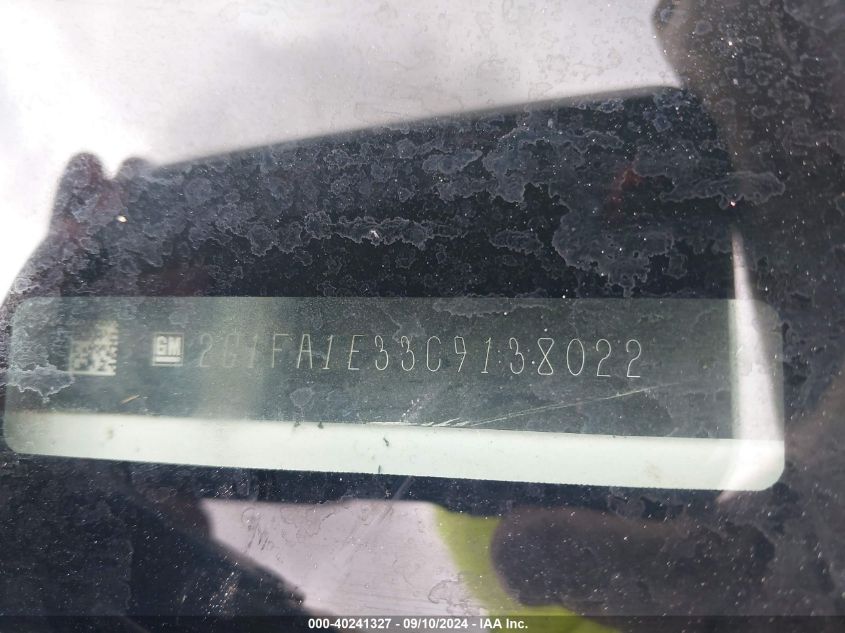 GM 2G1FA1E33C9138022
000-40241327 - 09/10/2024 - IAA Inc.